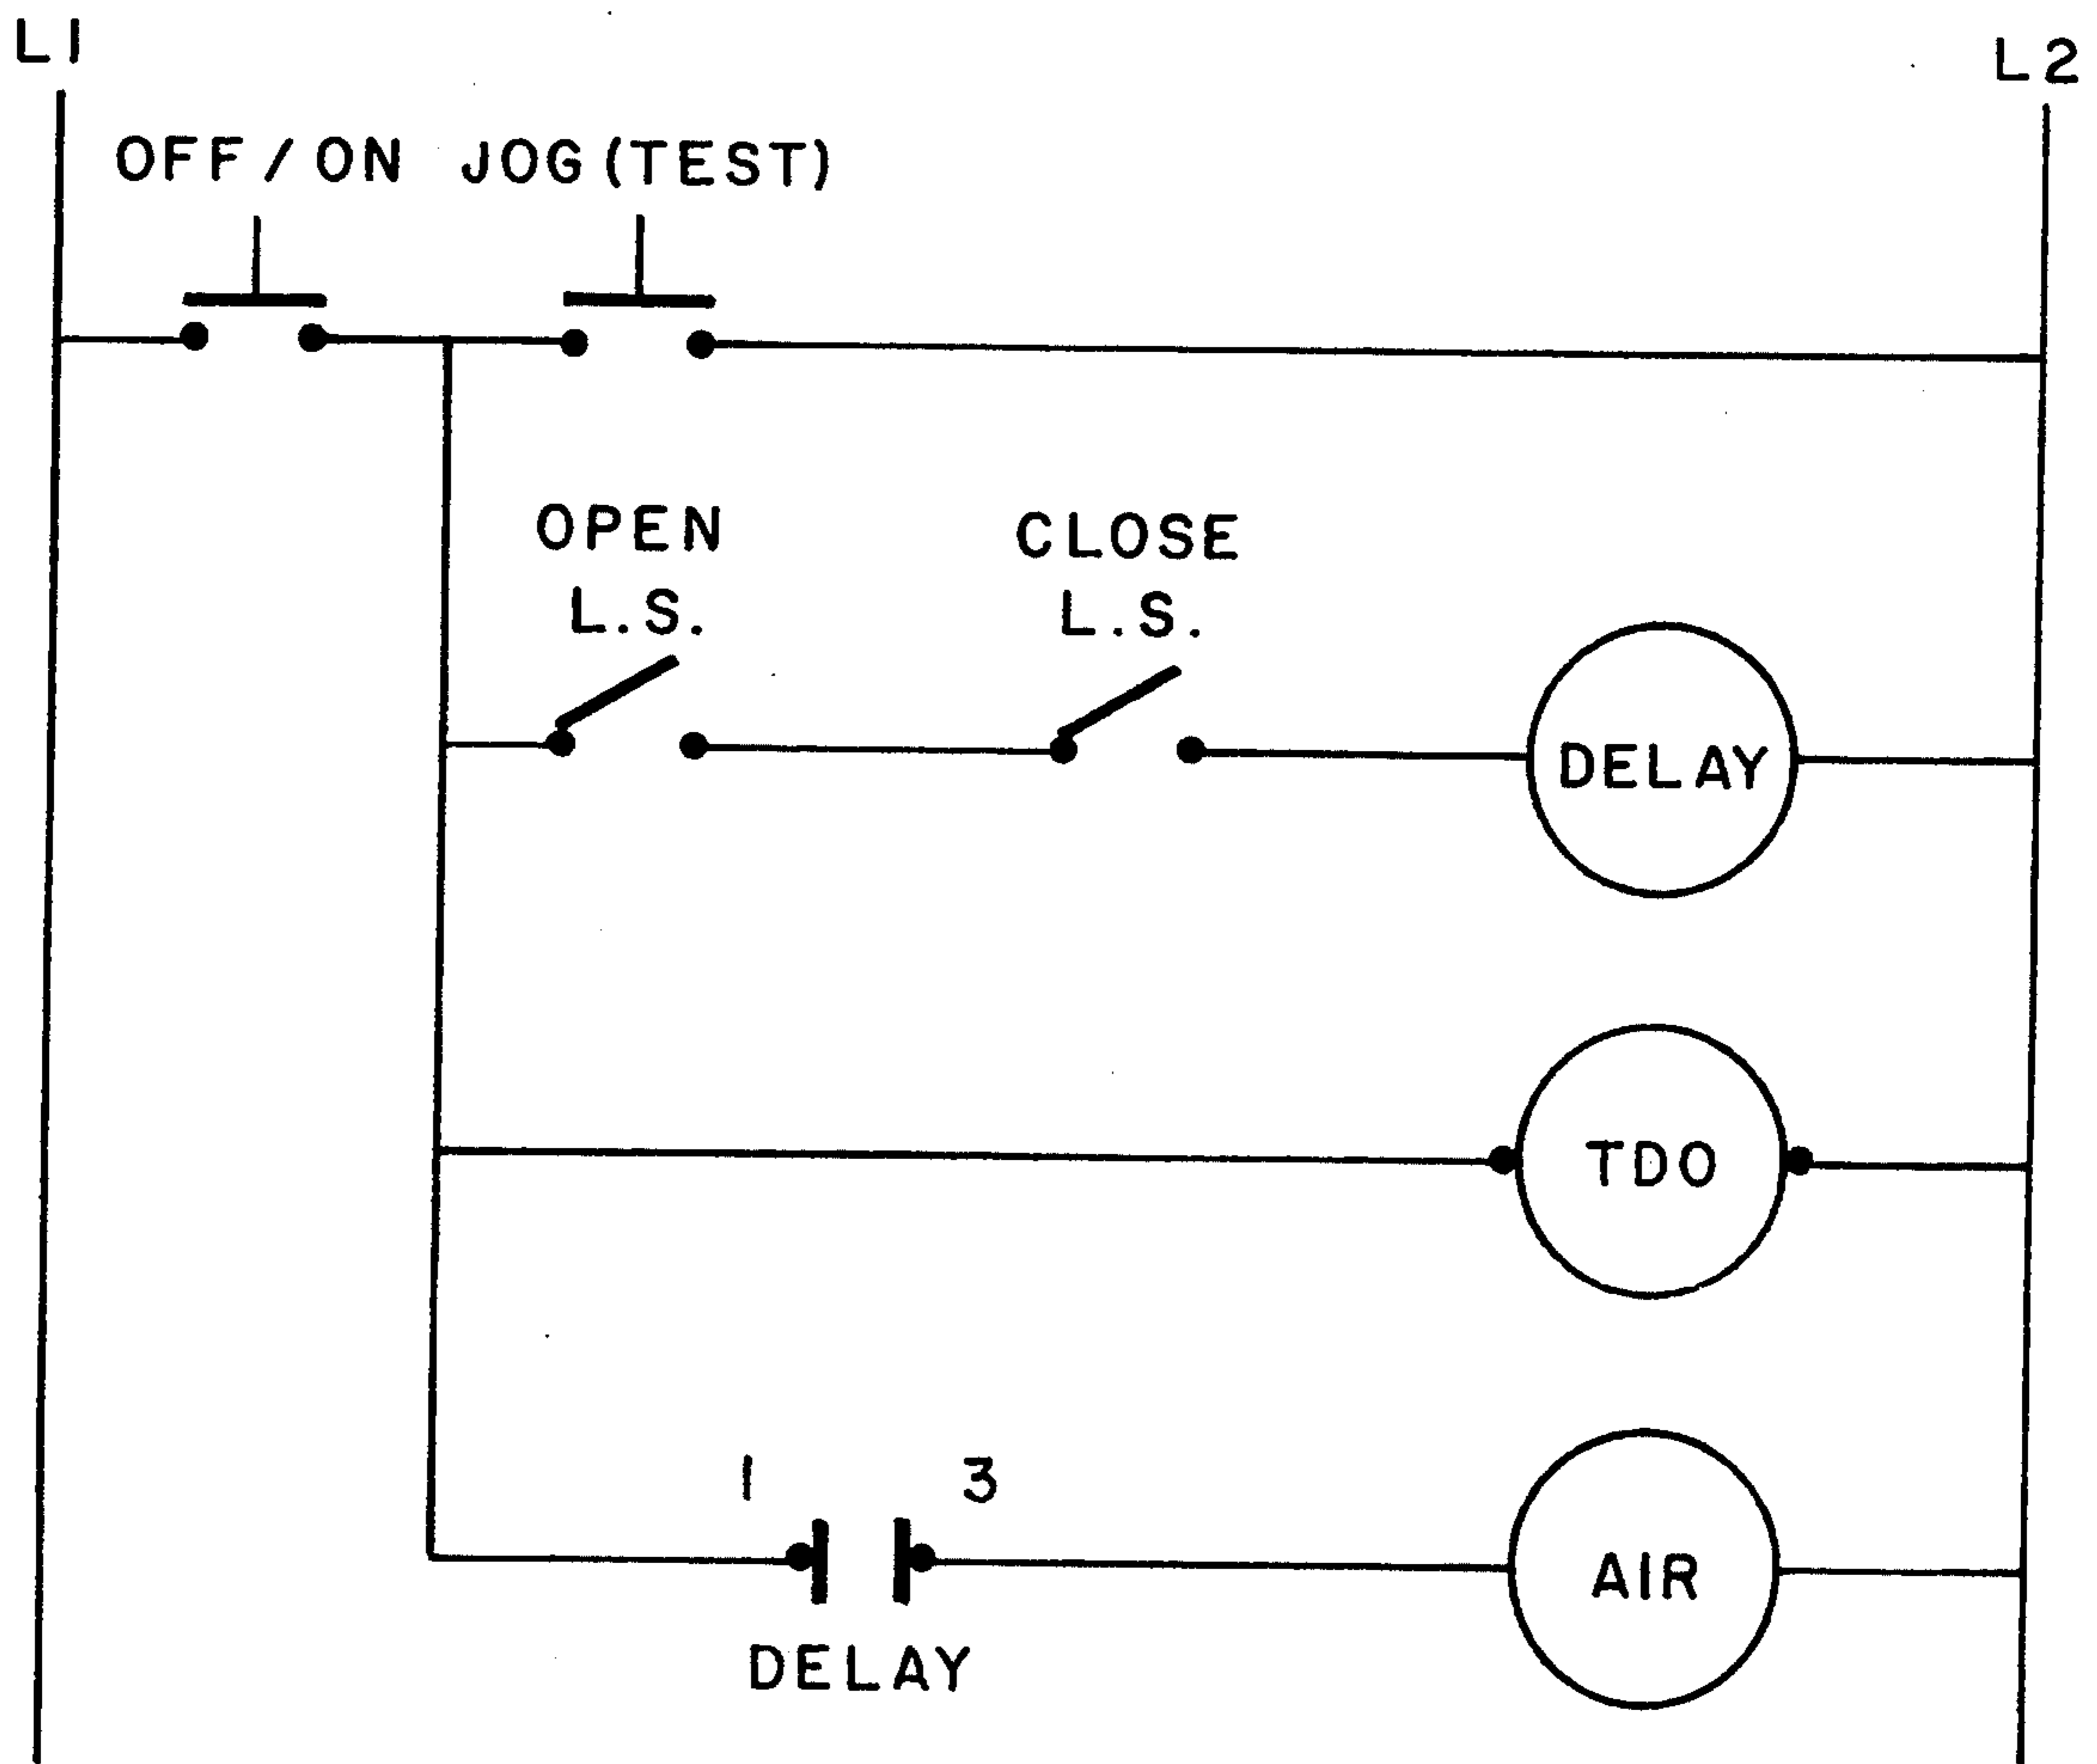 L1
L2
OFF/ON JOG(TEST)
OPEN
L.S.
CLOSE
L.S.
DELAY
TDO
1
3
DELAY
AIR